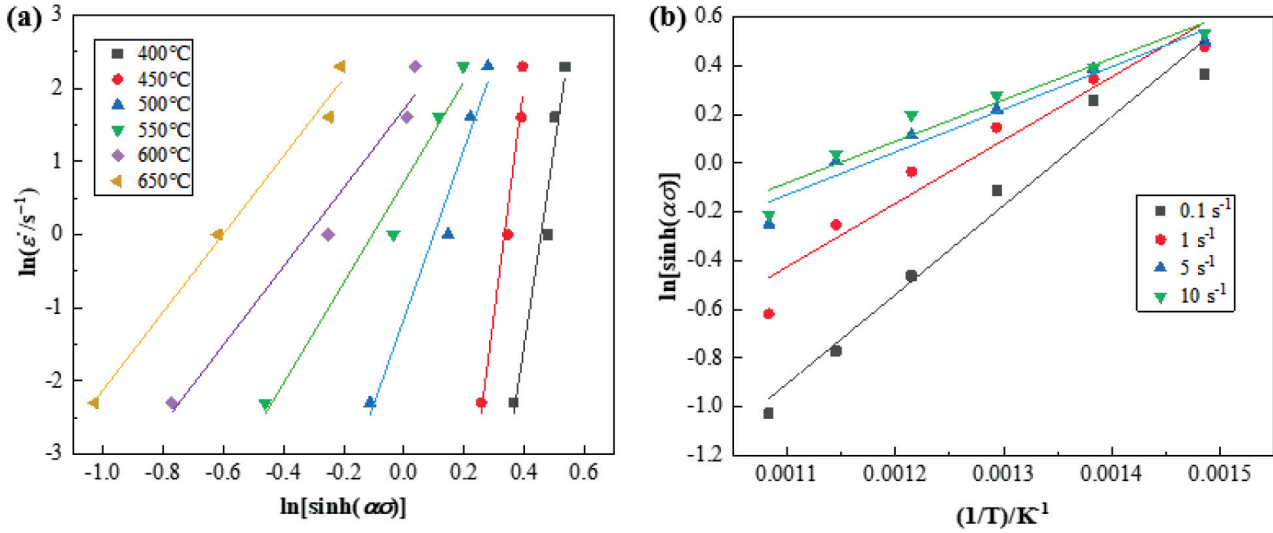 (a)
3
2
1
0
-1
-2
-3
ln(ε̇/s⁻¹)
400℃
450℃
500℃
550℃
600℃
650℃
-1.0 -0.8 -0.6 -0.4 -0.2 0.0 0.2 0.4 0.6
ln[sinh(ασ)]
(b)
0.6
0.4
0.2
0.0
-0.2
-0.4
-0.6
-0.8
-1.0
-1.2
ln[sinh(ασ)]
0.1 s⁻¹
1 s⁻¹
5 s⁻¹
10 s⁻¹
0.0011 0.0012 0.0013 0.0014 0.0015
(1/T)/K⁻¹